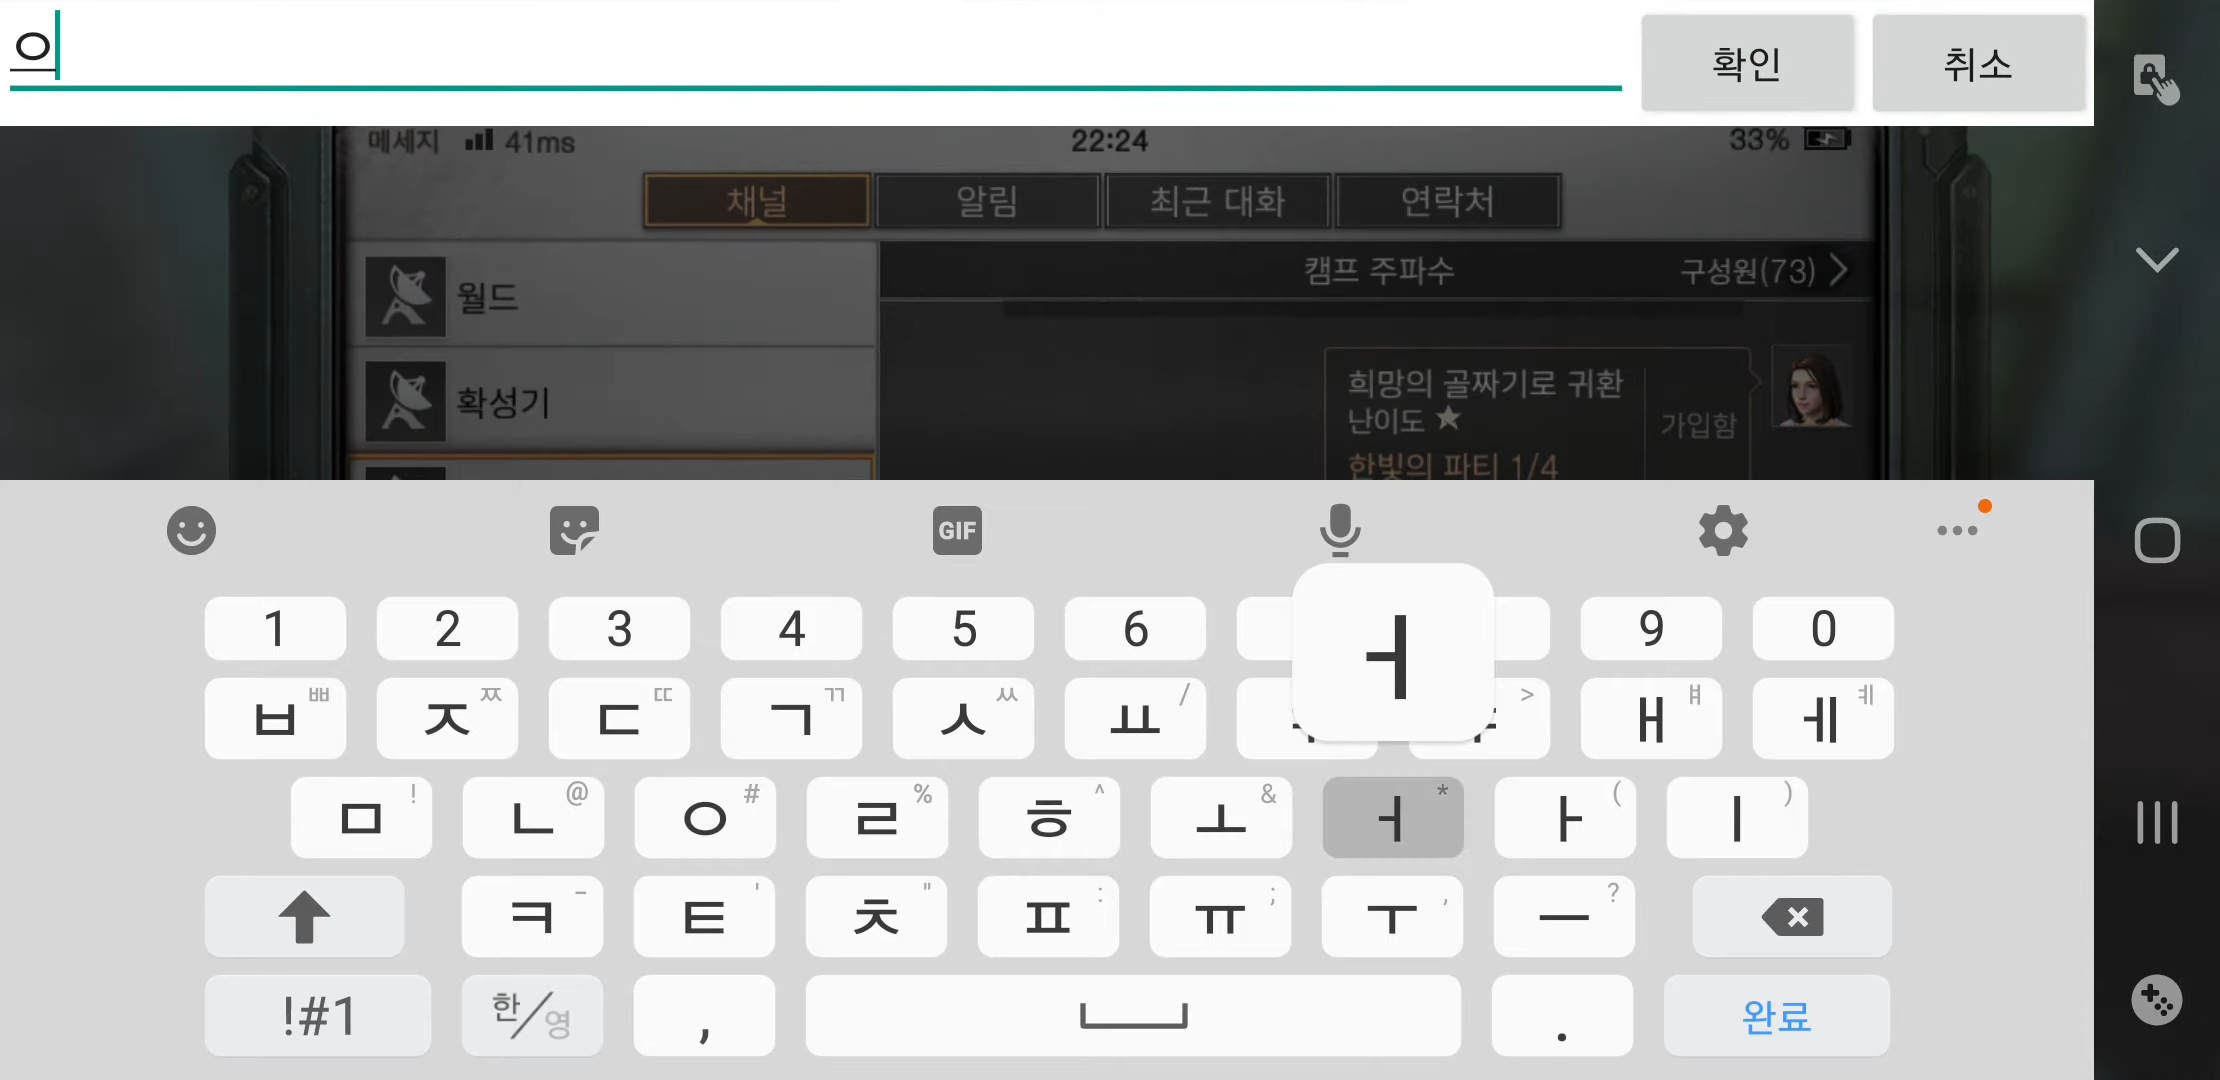 ㅇ
확인 취소
메세지 41ms 22:24 33%
채널 알림 최근 대화 연락처
월드
캠프 주파수 구성원(73)
확성기
희망의 골짜기로 귀환
난이도 ★
가입함
한빛의 파티 1/4
GIF
ㅓ
1 2 3 4 5 6 9 0
ㅂ ㅃ ㅈ ㅉ ㄷ ㄸ ㄱ ㄲ ㅅ ㅆ ㅛ / > ㅐ ㅒ ㅔ ㅖ
ㅁ ! ㄴ @ ㅇ # ㄹ % ㅎ ^ ㅗ & ㅓ * ㅏ ( ㅣ )
ㅋ - ㅌ ' ㅊ " ㅍ : ㅠ ; ㅜ , ㅡ ?
!#1 한/영 , . 완료